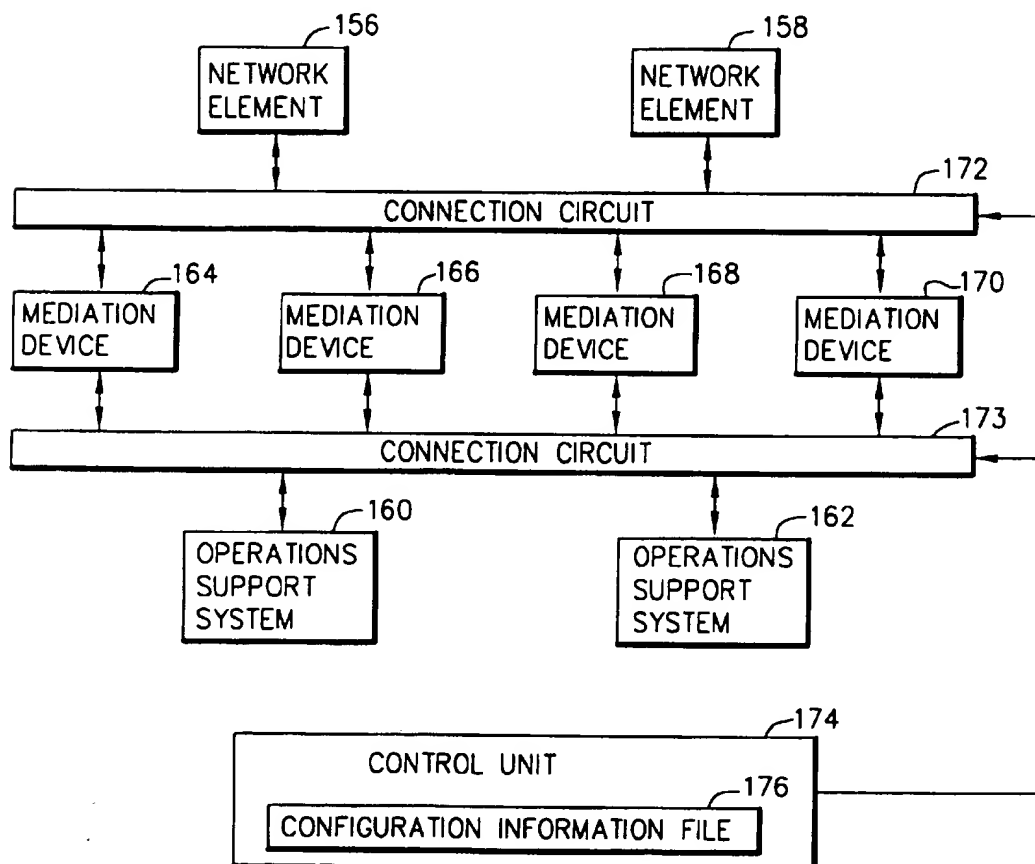 156
158
NETWORK
ELEMENT
NETWORK
ELEMENT
172
CONNECTION CIRCUIT
164
166
168
170
MEDIATION
DEVICE
MEDIATION
DEVICE
MEDIATION
DEVICE
MEDIATION
DEVICE
173
CONNECTION CIRCUIT
160
162
OPERATIONS
SUPPORT
SYSTEM
OPERATIONS
SUPPORT
SYSTEM
174
CONTROL UNIT
176
CONFIGURATION INFORMATION FILE